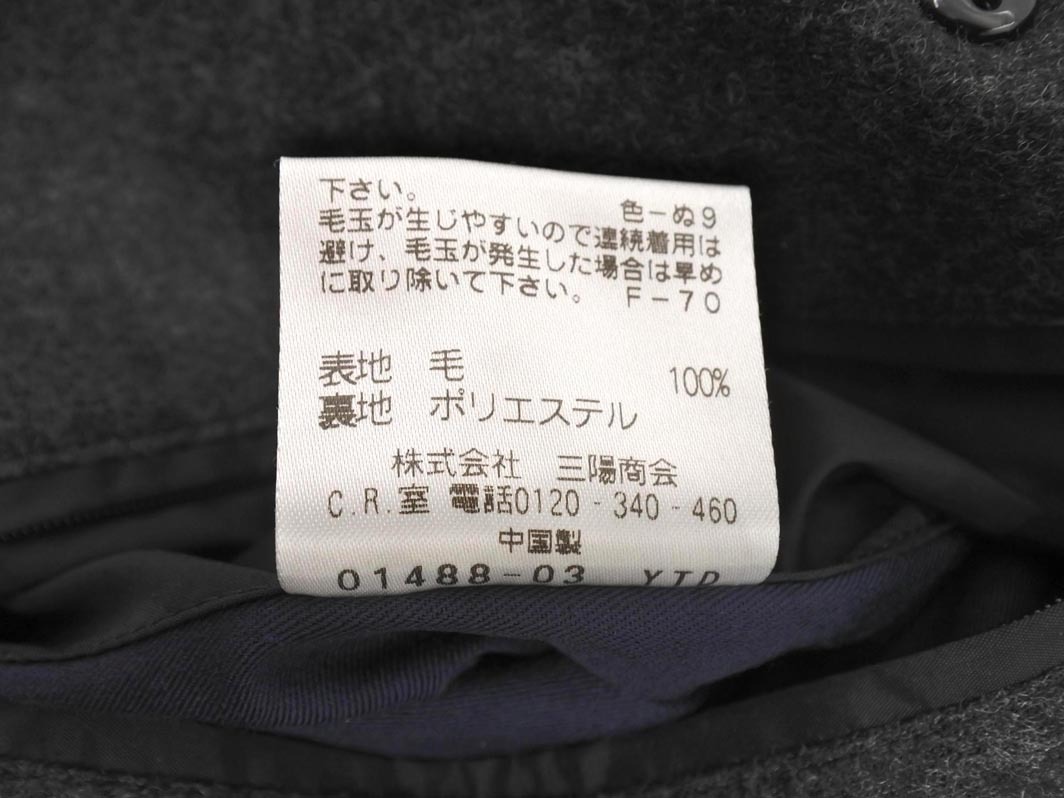 下さい。 色ーぬ9
毛玉が生じやすいので連続着用は
避け、毛玉が発生した場合は早め
に取り除いて下さい。 F-70
表地 毛 100%
裏地 ポリエステル
株式会社 三陽商会
C.R.室 電話0120-340-460
中国製
01488-03